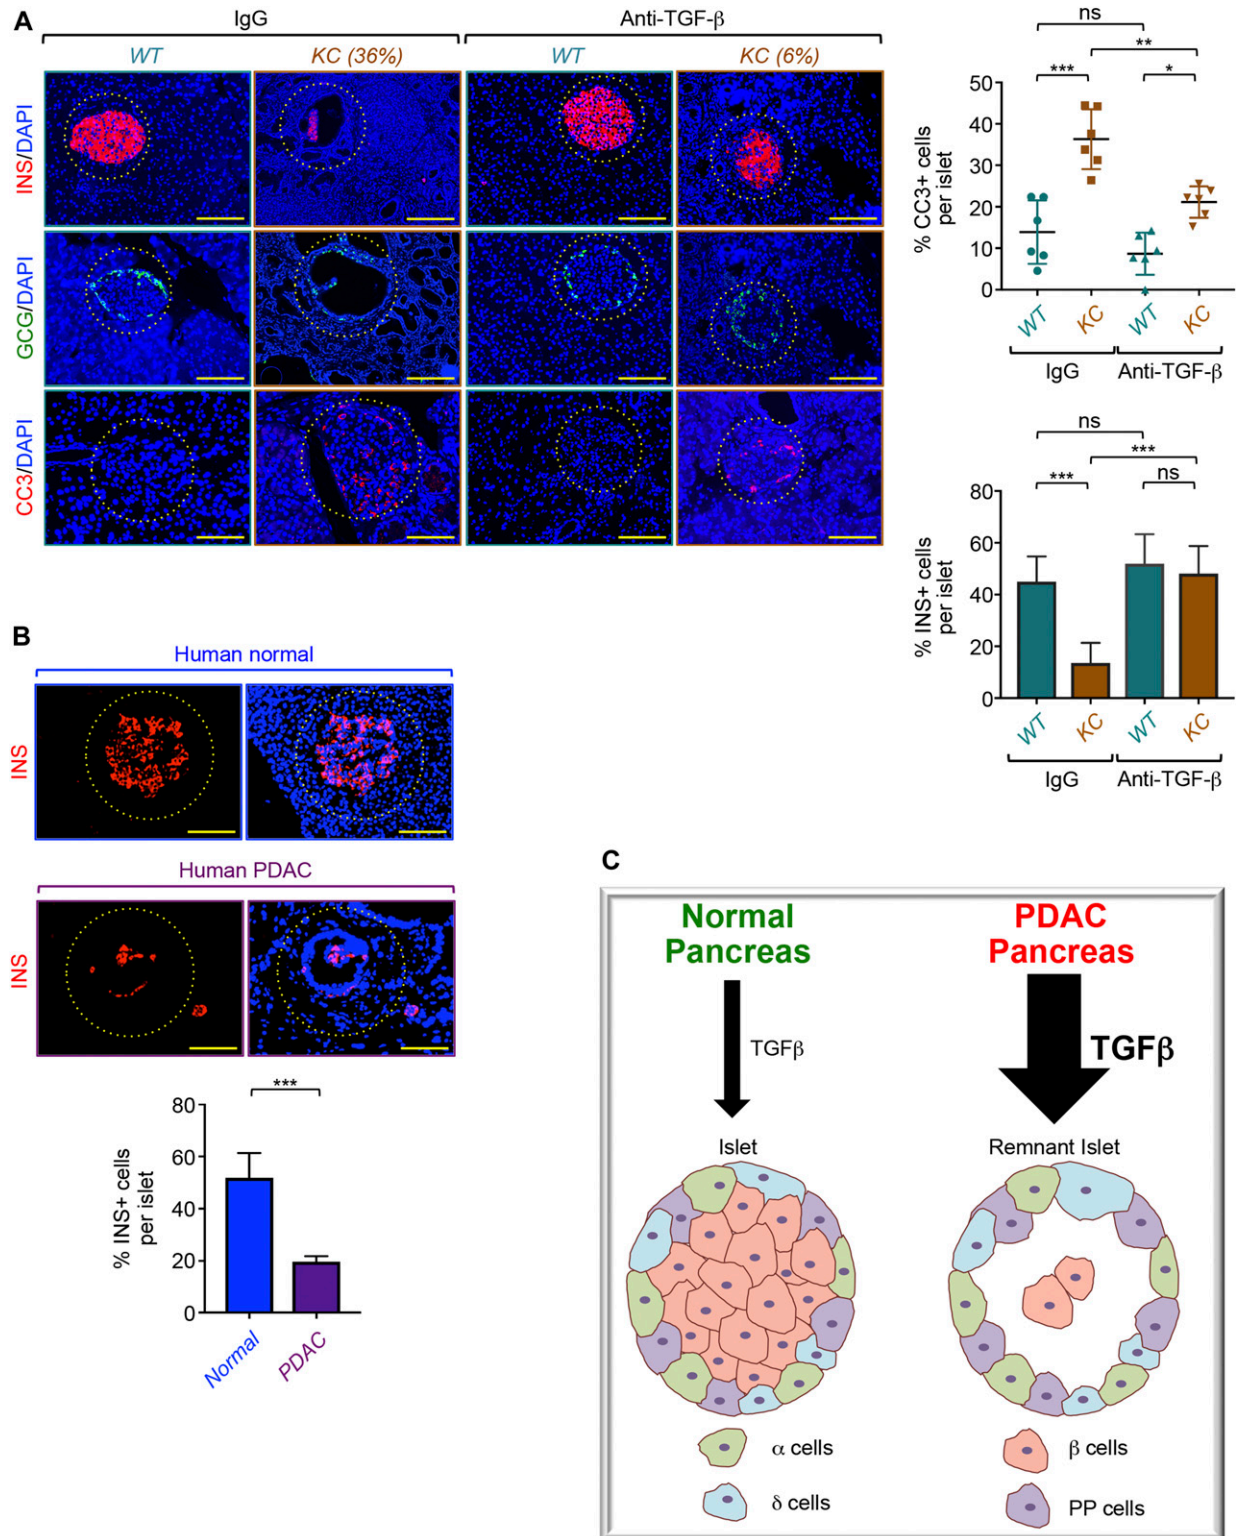 A
IgG
Anti-TGF-β
WT
KC (36%)
WT
KC (6%)
INS/DAPI
GCG/DAPI
CC3/DAPI
ns
**
***
*
% CC3+ cells
per islet
50
40
30
20
10
0
WT
KC
WT
KC
IgG
Anti-TGF-β
ns
***
***
ns
% INS+ cells
per islet
80
60
40
20
0
WT
KC
WT
KC
IgG
Anti-TGF-β
B
Human normal
INS
Human PDAC
INS
***
% INS+ cells
per islet
80
60
40
20
0
Normal
PDAC
C
Normal
Pancreas
PDAC
Pancreas
TGFβ
TGFβ
Islet
Remnant Islet
α cells
β cells
δ cells
PP cells